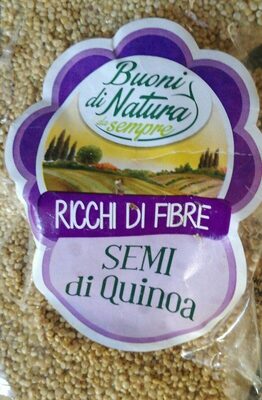 Buoni
di Natura
da sempre
RICCHI DI FIBRE
SEMI
di Quinoa